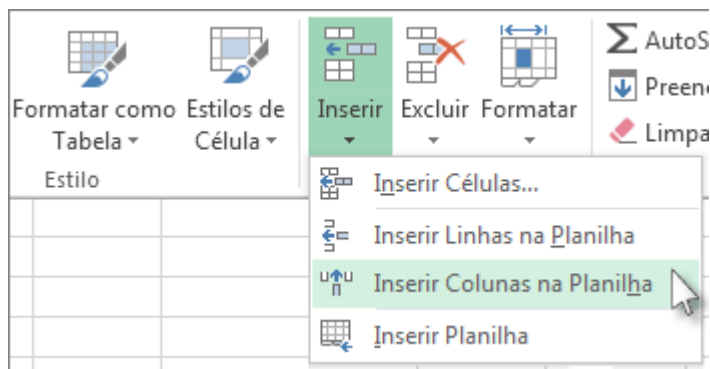 Formatar como
Tabela
Estilos de
Célula
Inserir
Excluir
Formatar
Estilo
Inserir Células...
Inserir Linhas na Planilha
Inserir Colunas na Planilha
Inserir Planilha
AutoS
Preen
Limpa